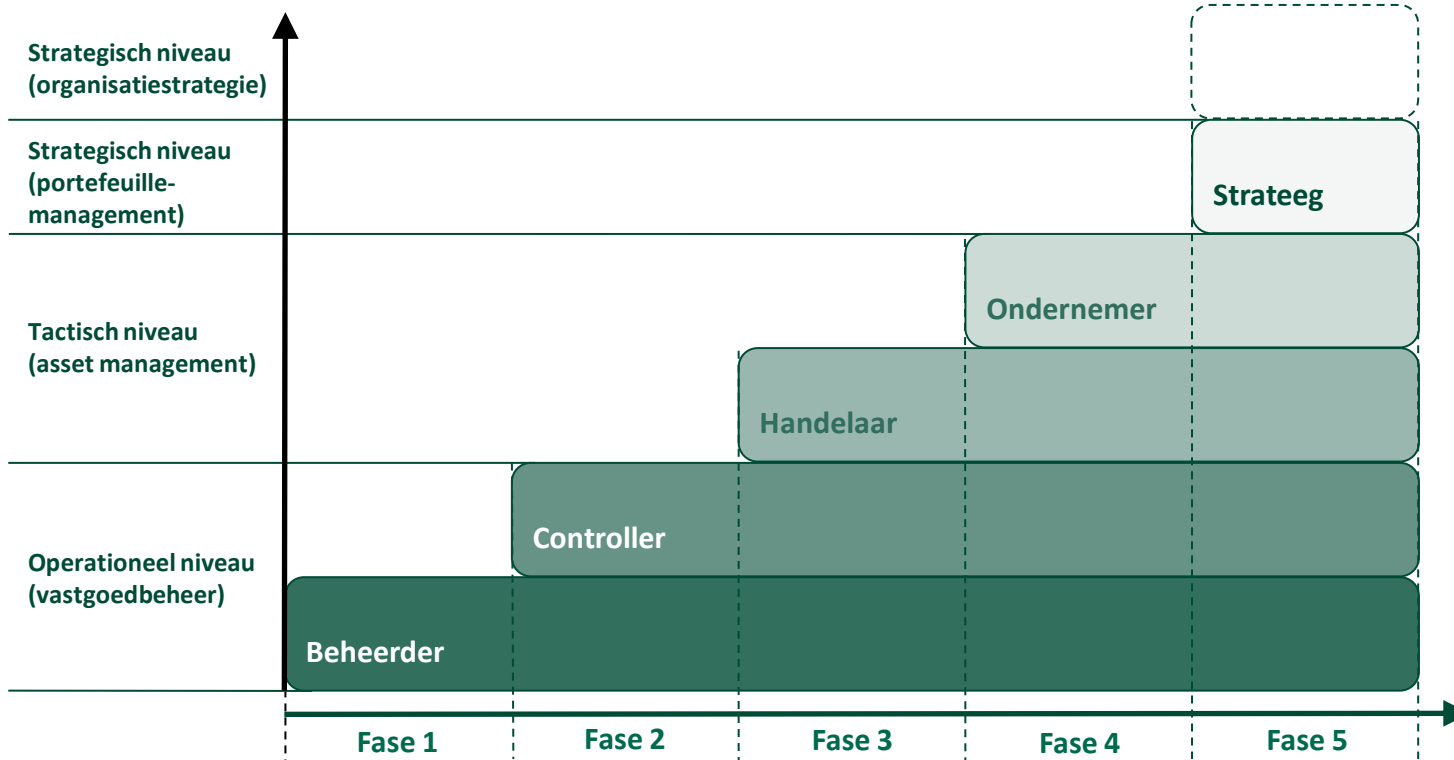 Strategisch niveau
(organisatiestrategie)
Strategisch niveau
(portefeuille-
management)
Strateeg
Tactisch niveau
(asset management)
Ondernemer
Handelaar
Operationeel niveau
(vastgoedbeheer)
Controller
Beheerder
Fase 1
Fase 2
Fase 3
Fase 4
Fase 5